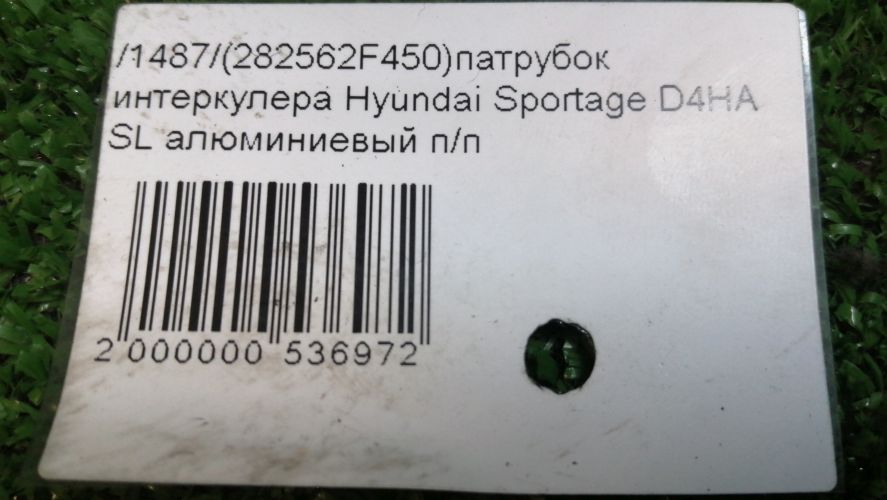 /1487/(282562F450)патрубок
интеркулера Hyundai Sportage D4HA
SL алюминиевый п/п
2 000000 536972